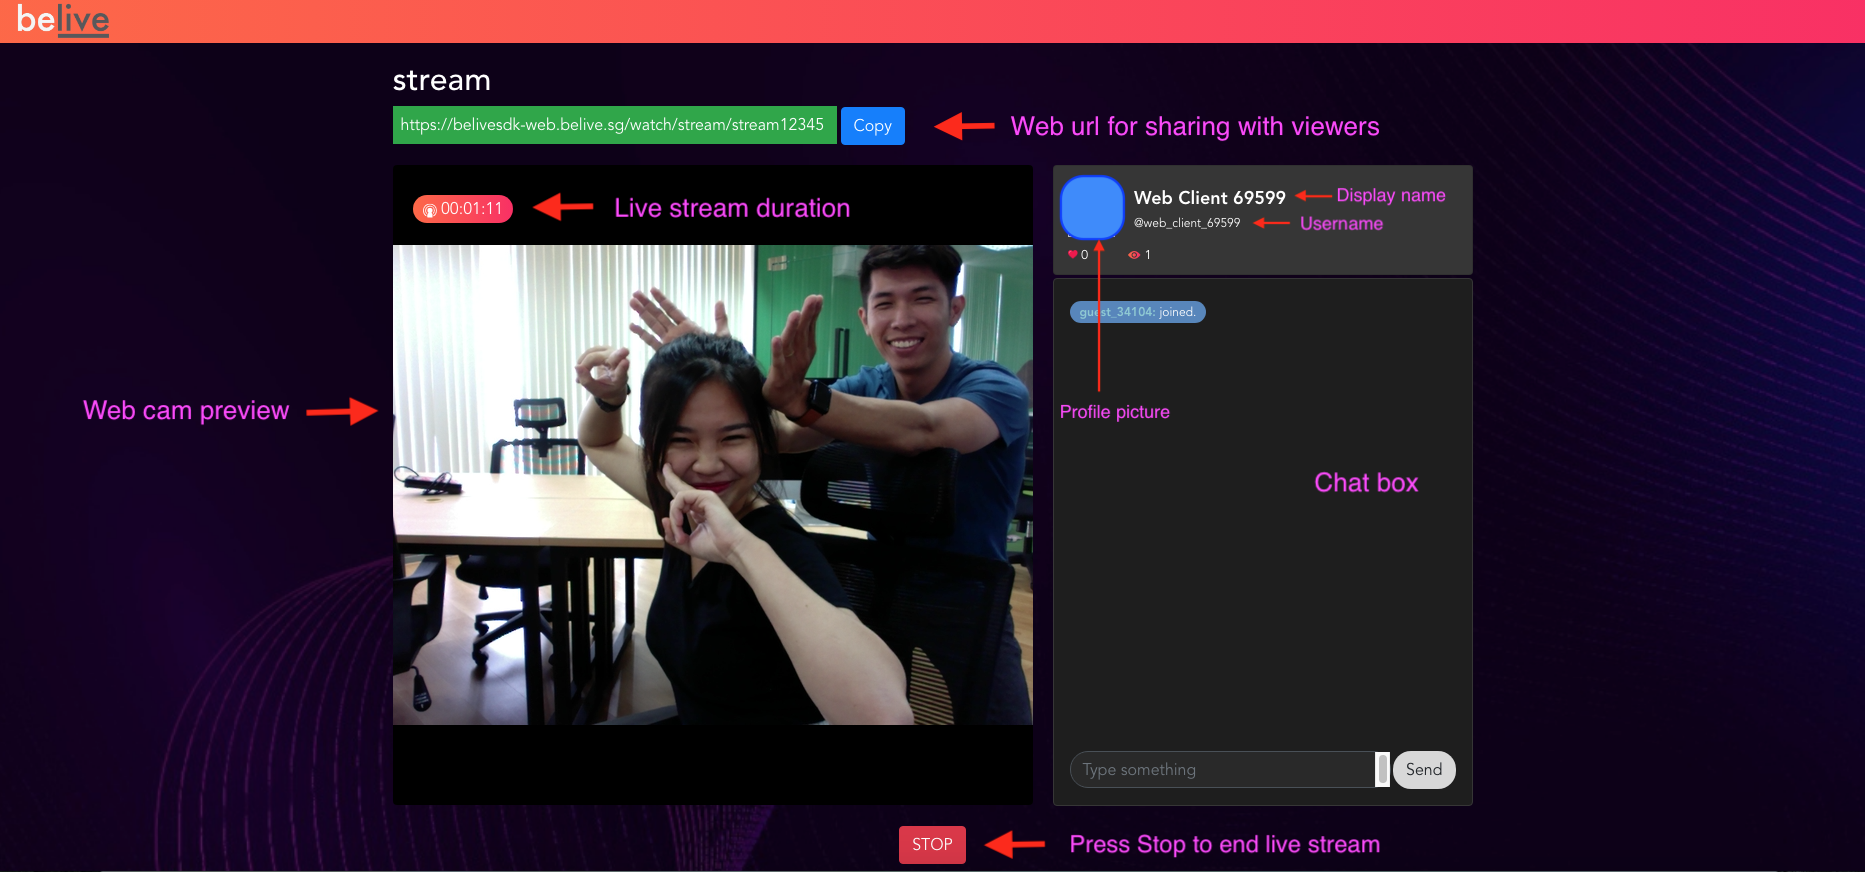 belive
stream
https://belivesdk-web.belive.sg/watch/stream/stream12345
Copy
Web url for sharing with viewers
00:01:11
Live stream duration
Web Client 69599
Display name
@web_client_69599
Username
0
1
guest_34104: joined.
Web cam preview
Profile picture
Chat box
Type something
Send
STOP
Press Stop to end live stream